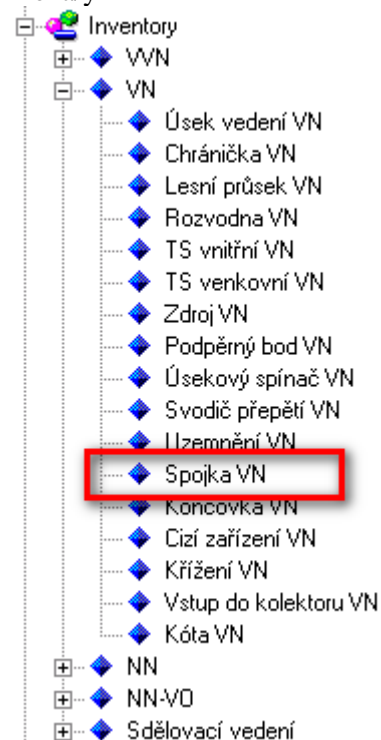 Inventory
VVN
VN
Úsek vedení VN
Chránička VN
Lesní průsek VN
Rozvodna VN
TS vnitřní VN
TS venkovní VN
Zdroj VN
Podpěrný bod VN
Úsekový spínač VN
Svodič přepětí VN
Uzemnění VN
Spojka VN
Koncovka VN
Cizí zařízení VN
Křížení VN
Vstup do kolektoru VN
Kóta VN
NN
NN-VO
Sdělovací vedení